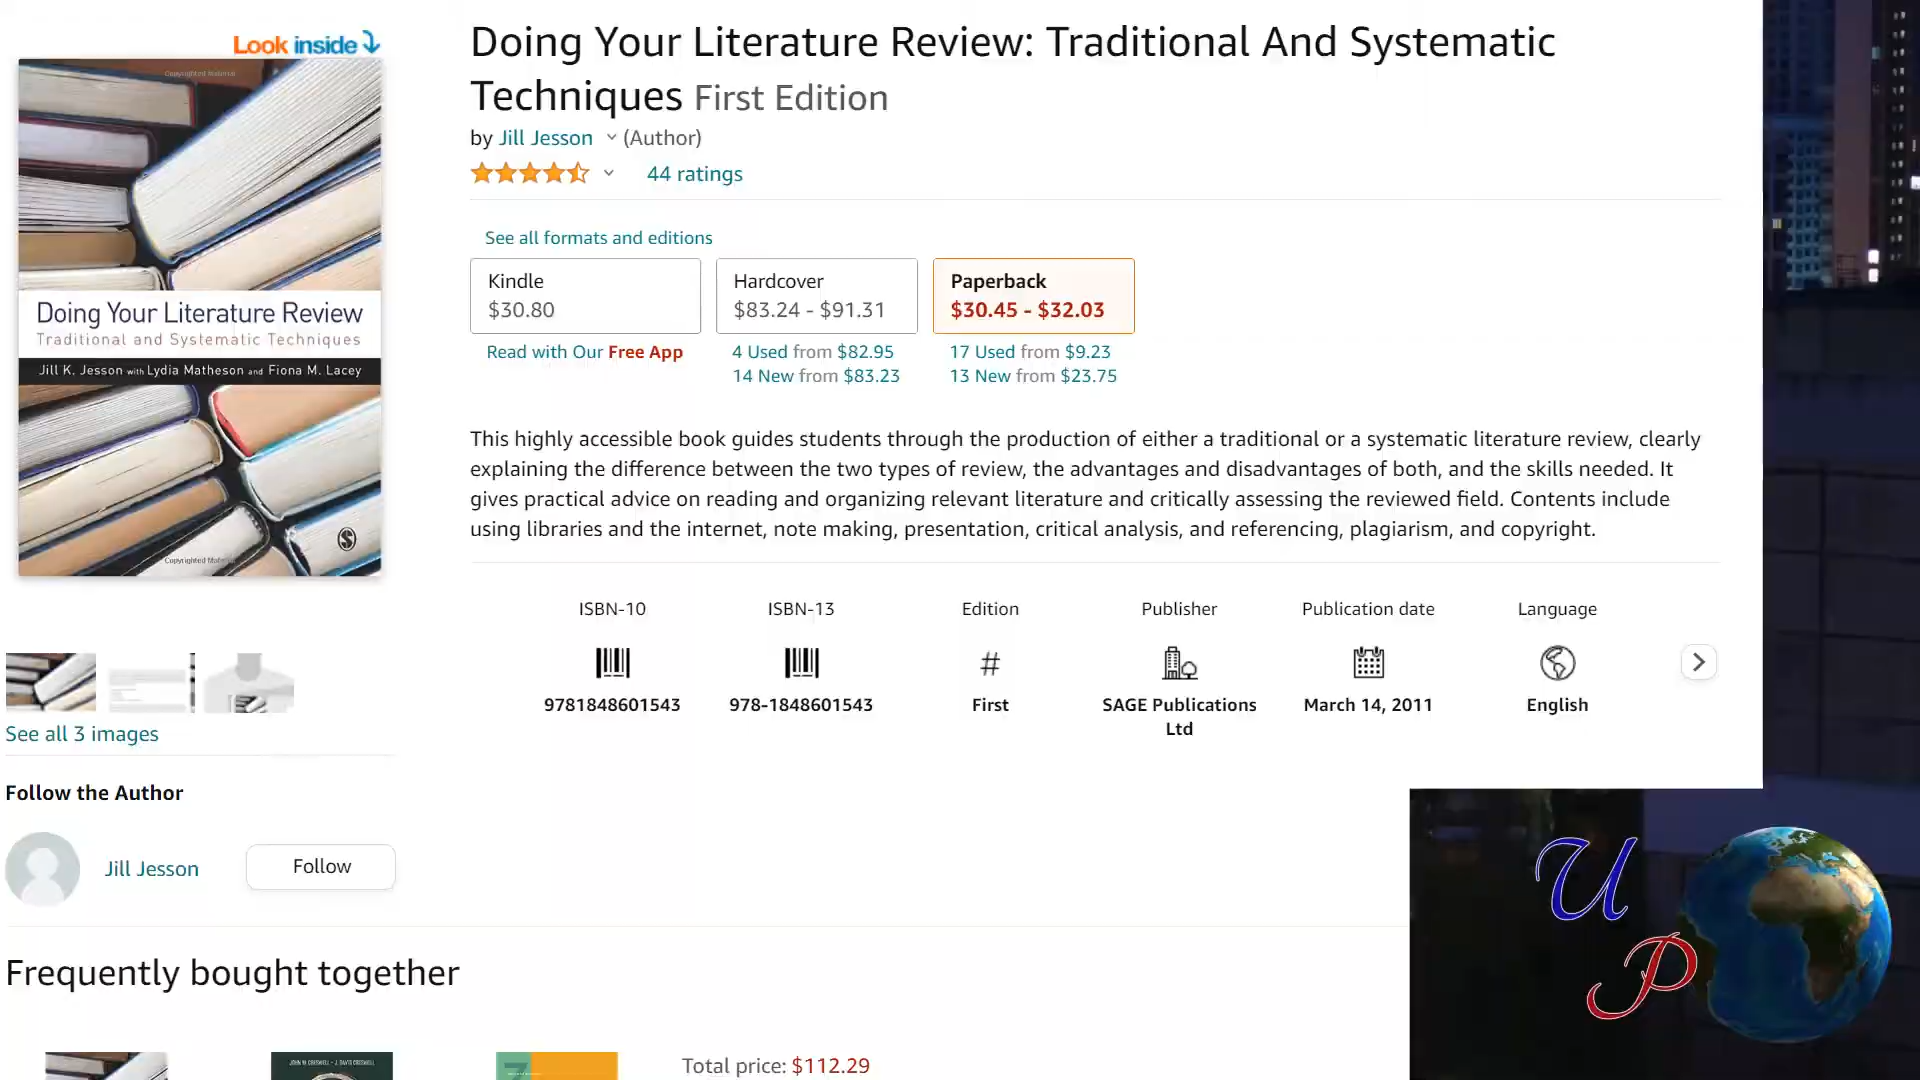 Look inside
Copyrighted Material
Doing Your Literature Review
Traditional and Systematic Techniques
Jill K. Jesson with Lydia Matheson and Fiona M. Lacey
Copyrighted Material
See all 3 images
Follow the Author
Jill Jesson
Follow
Doing Your Literature Review: Traditional And Systematic
Techniques First Edition
by Jill Jesson (Author)
44 ratings
See all formats and editions
Kindle
$30.80
Read with Our Free App
Hardcover
$83.24 - $91.31
4 Used from $82.95
14 New from $83.23
Paperback
$30.45 - $32.03
17 Used from $9.23
13 New from $23.75
This highly accessible book guides students through the production of either a traditional or a systematic literature review, clearly
explaining the difference between the two types of review, the advantages and disadvantages of both, and the skills needed. It
gives practical advice on reading and organizing relevant literature and critically assessing the reviewed field. Contents include
using libraries and the internet, note making, presentation, critical analysis, and referencing, plagiarism, and copyright.
ISBN-10
9781848601543
ISBN-13
978-1848601543
Edition
#
First
Publisher
SAGE Publications
Ltd
Publication date
March 14, 2011
Language
English
Frequently bought together
JOHN W. CRESWELL · J. DAVID CRESWELL
7
Total price: $112.29
U
P